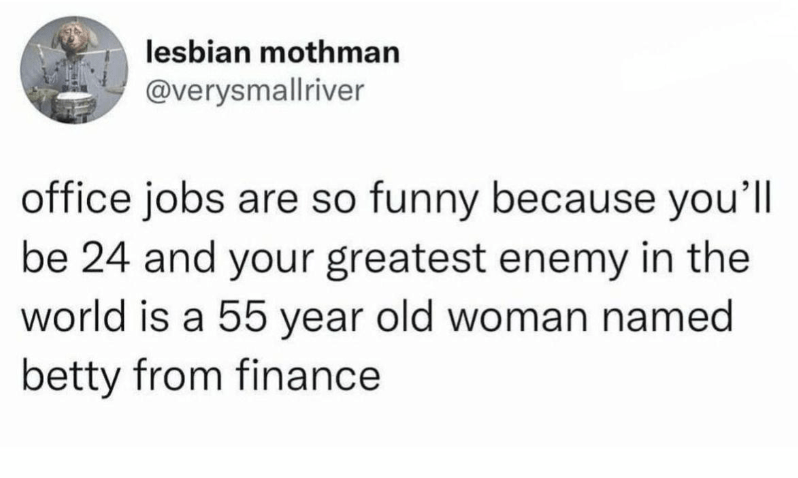 lesbian mothman
@verysmallriver
office jobs are so funny because you’ll
be 24 and your greatest enemy in the
world is a 55 year old woman named
betty from finance